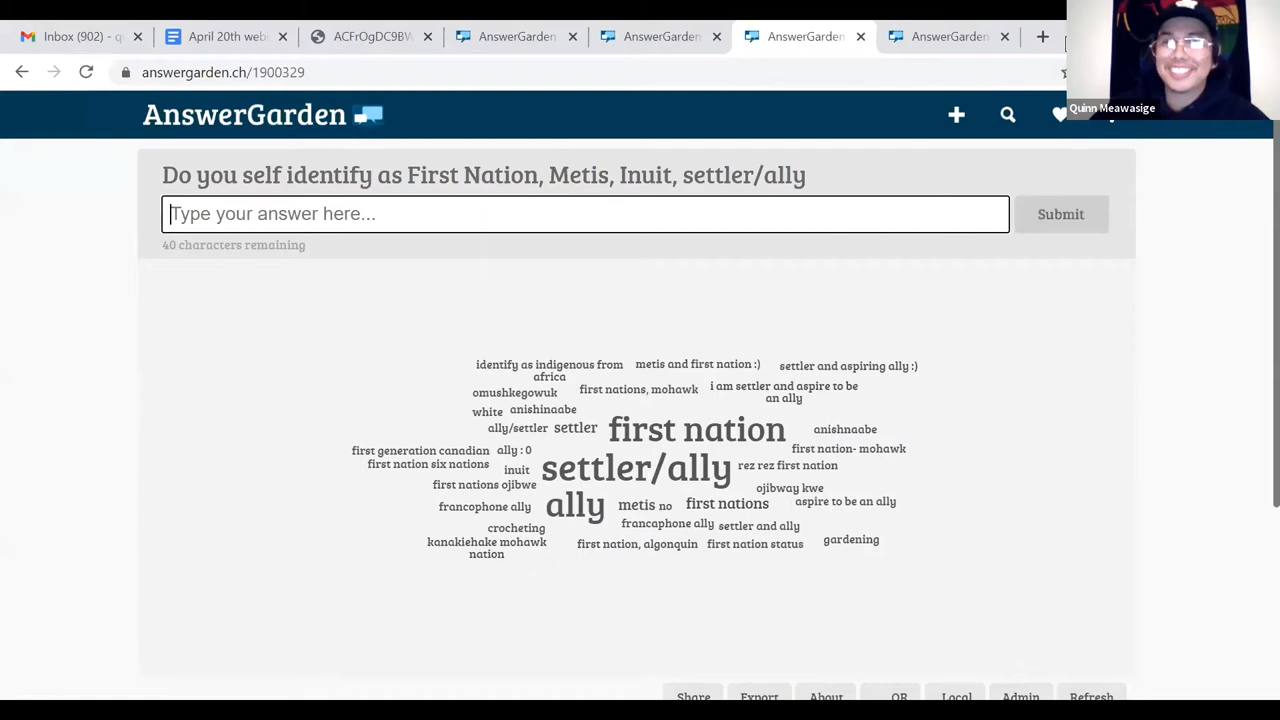 Inbox (902) - q
April 20th web
ACFrOgDC9BW
AnswerGarden
AnswerGarden
AnswerGarden
AnswerGarden
answergarden.ch/1900329
Quinn Meawasige
AnswerGarden
Do you self identify as First Nation, Metis, Inuit, settler/ally
Type your answer here...
Submit
40 characters remaining
identify as indigenous from
africa
metis and first nation :)
settler and aspiring ally :)
omushkegowuk
first nations, mohawk
i am settler and aspire to be
an ally
white
anishinaabe
ally/settler
settler
first nation
anishnaabe
first generation canadian
ally : 0
first nation- mohawk
first nation six nations
inuit
settler/ally
rez rez first nation
first nations ojibwe
ojibway kwe
francophone ally
ally
metis
no
first nations
aspire to be an ally
crocheting
francaphone ally
settler and ally
kanakiehake mohawk
nation
first nation, algonquin
first nation status
gardening
Share
Export
About
QR
Local
Admin
Refresh